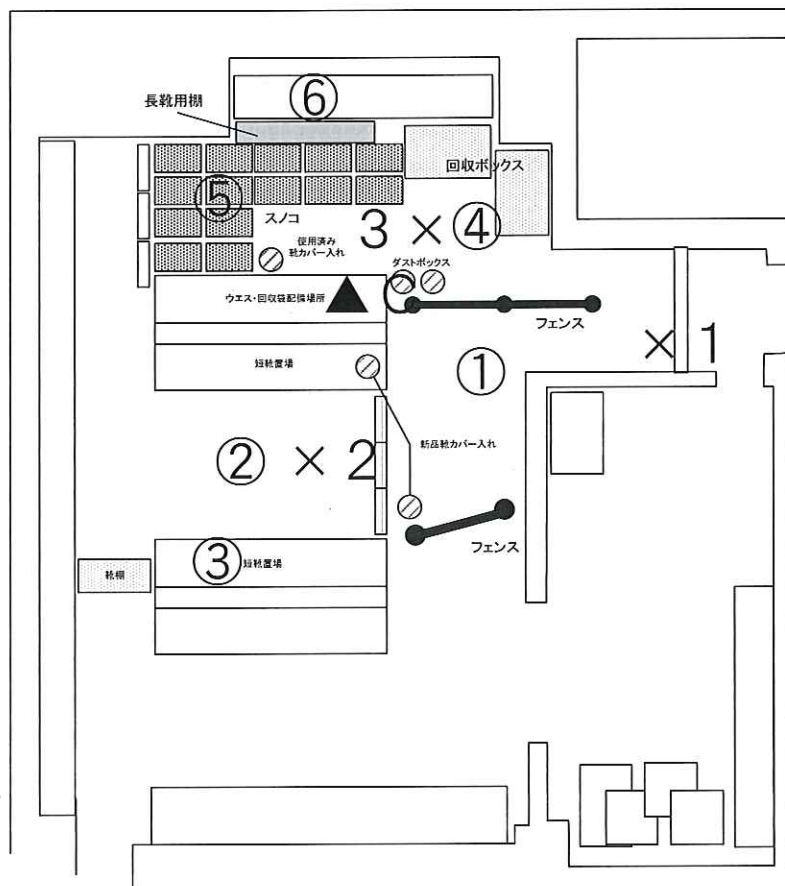 ⑥
長靴用棚
回収ボックス
⑤
スノコ
3 × ④
使用済み
靴カバー入れ
ダストボックス
ウエス・回収袋配備場所
フェンス
× 1
短靴置場
①
新品靴カバー入れ
② × 2
フェンス
③
短靴置場
靴棚